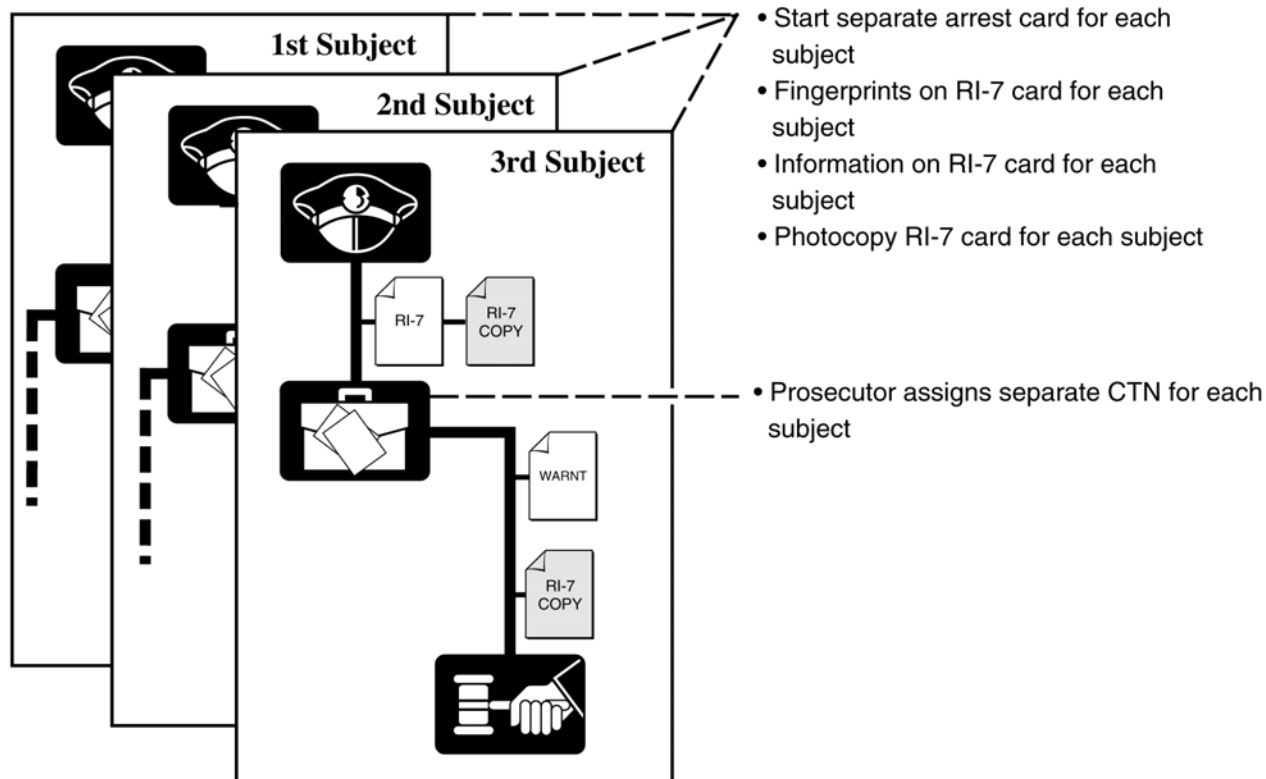 1st Subject
2nd Subject
3rd Subject
RI-7
RI-7
COPY
WARNT
RI-7
COPY
• Start separate arrest card for each
subject
• Fingerprints on RI-7 card for each
subject
• Information on RI-7 card for each
subject
• Photocopy RI-7 card for each subject
• Prosecutor assigns separate CTN for each
subject